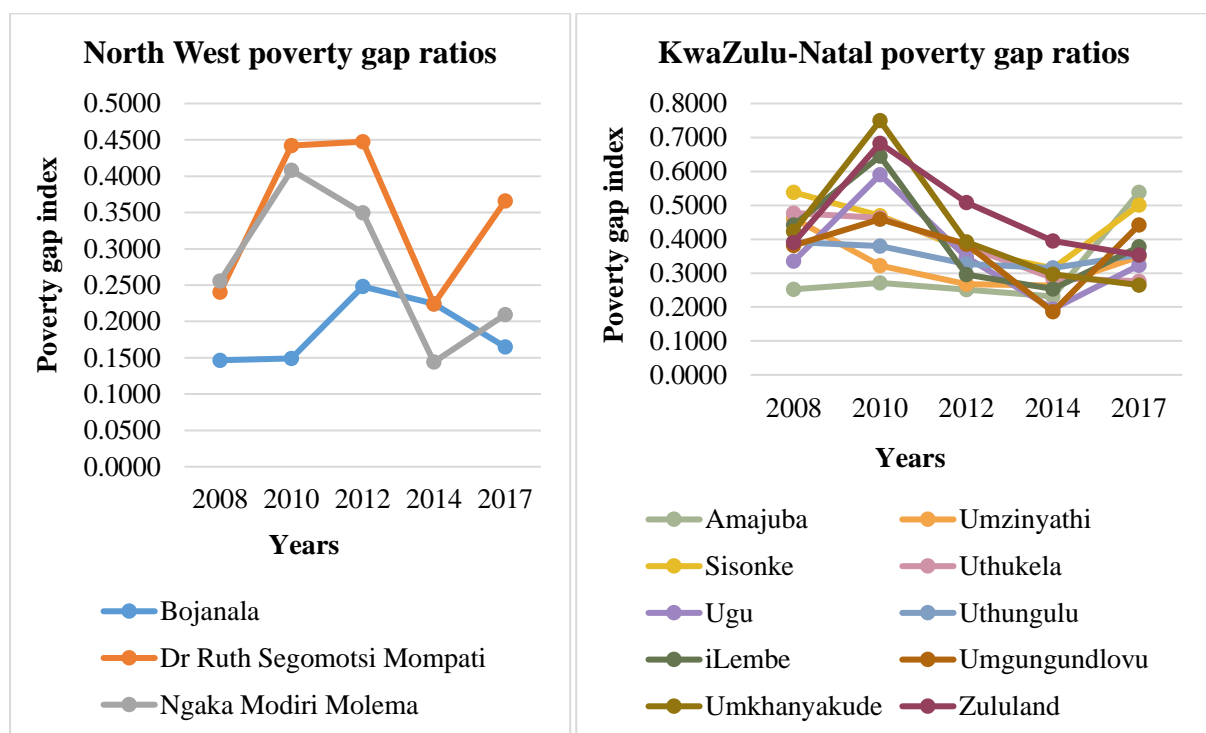 North West poverty gap ratios
Poverty gap index
0.5000
0.4500
0.4000
0.3500
0.3000
0.2500
0.2000
0.1500
0.1000
0.0500
0.0000
2008 2010 2012 2014 2017
Years
Bojanala
Dr Ruth Segomotsi Mompati
Ngaka Modiri Molema
KwaZulu-Natal poverty gap ratios
Poverty gap index
0.8000
0.7000
0.6000
0.5000
0.4000
0.3000
0.2000
0.1000
0.0000
2008 2010 2012 2014 2017
Years
Amajuba Umzinyathi
Sisonke Uthukela
Ugu Uthungulu
iLembe Umgungundlovu
Umkhanyakude Zululand